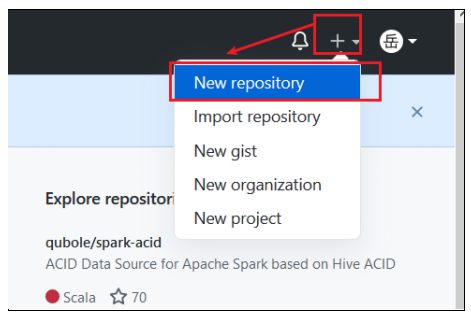 岳
New repository
Import repository
New gist
New organization
New project
Explore repositori
qubole/spark-acid
ACID Data Source for Apache Spark based on Hive ACID
Scala 70